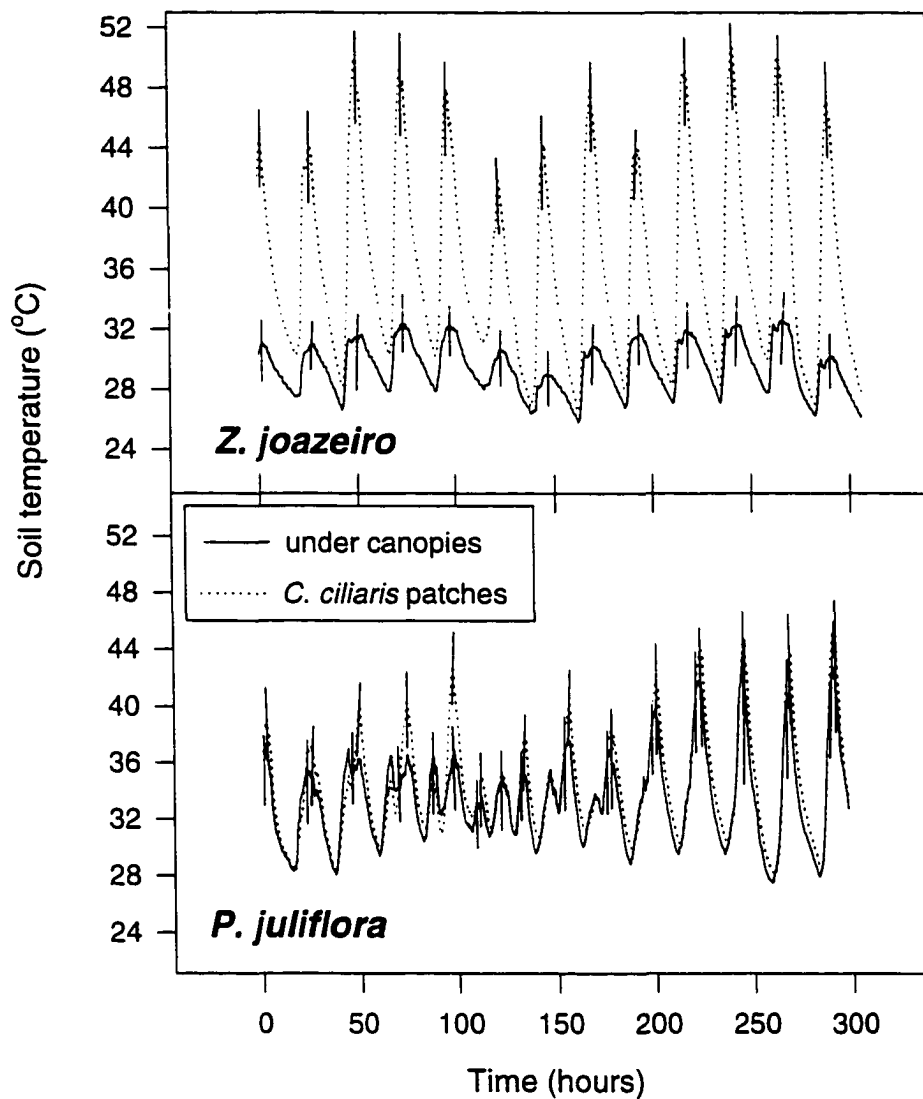 52
48
44
40
36
32
28
24
Z. joazeiro
Soil temperature (°C)
under canopies
C. ciliaris patches
52
48
44
40
36
32
28
24
P. juliflora
0 50 100 150 200 250 300
Time (hours)